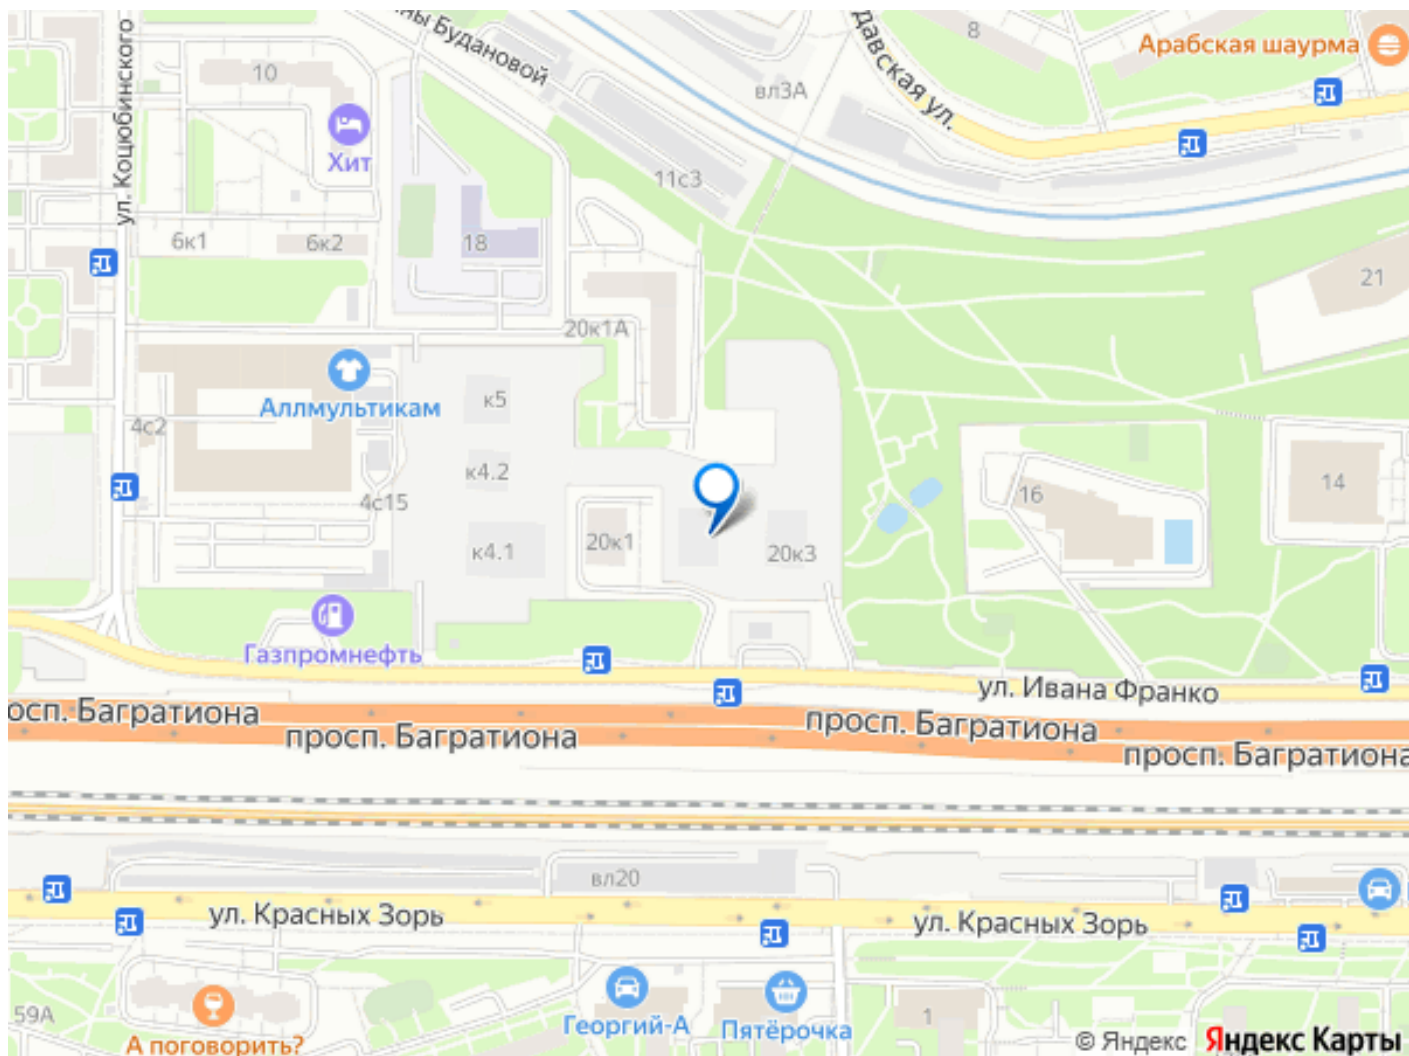 ны Будановой
давская ул.
8
Арабская шаурма
ул. Коцюбинского
10
вл3А
Хит
11с3
6к1
6к2
18
21
20к1А
Аллмультикам
к5
4с2
к4.2
4с15
16
14
к4.1
20к1
20к3
Газпромнефть
ул. Ивана Франко
осп. Багратиона
просп. Багратиона
просп. Багратиона
просп. Багратиона
вл20
ул. Красных Зорь
ул. Красных Зорь
59А
Георгий-А
Пятёрочка
1
А поговорить?
© Яндекс Яндекс Карты